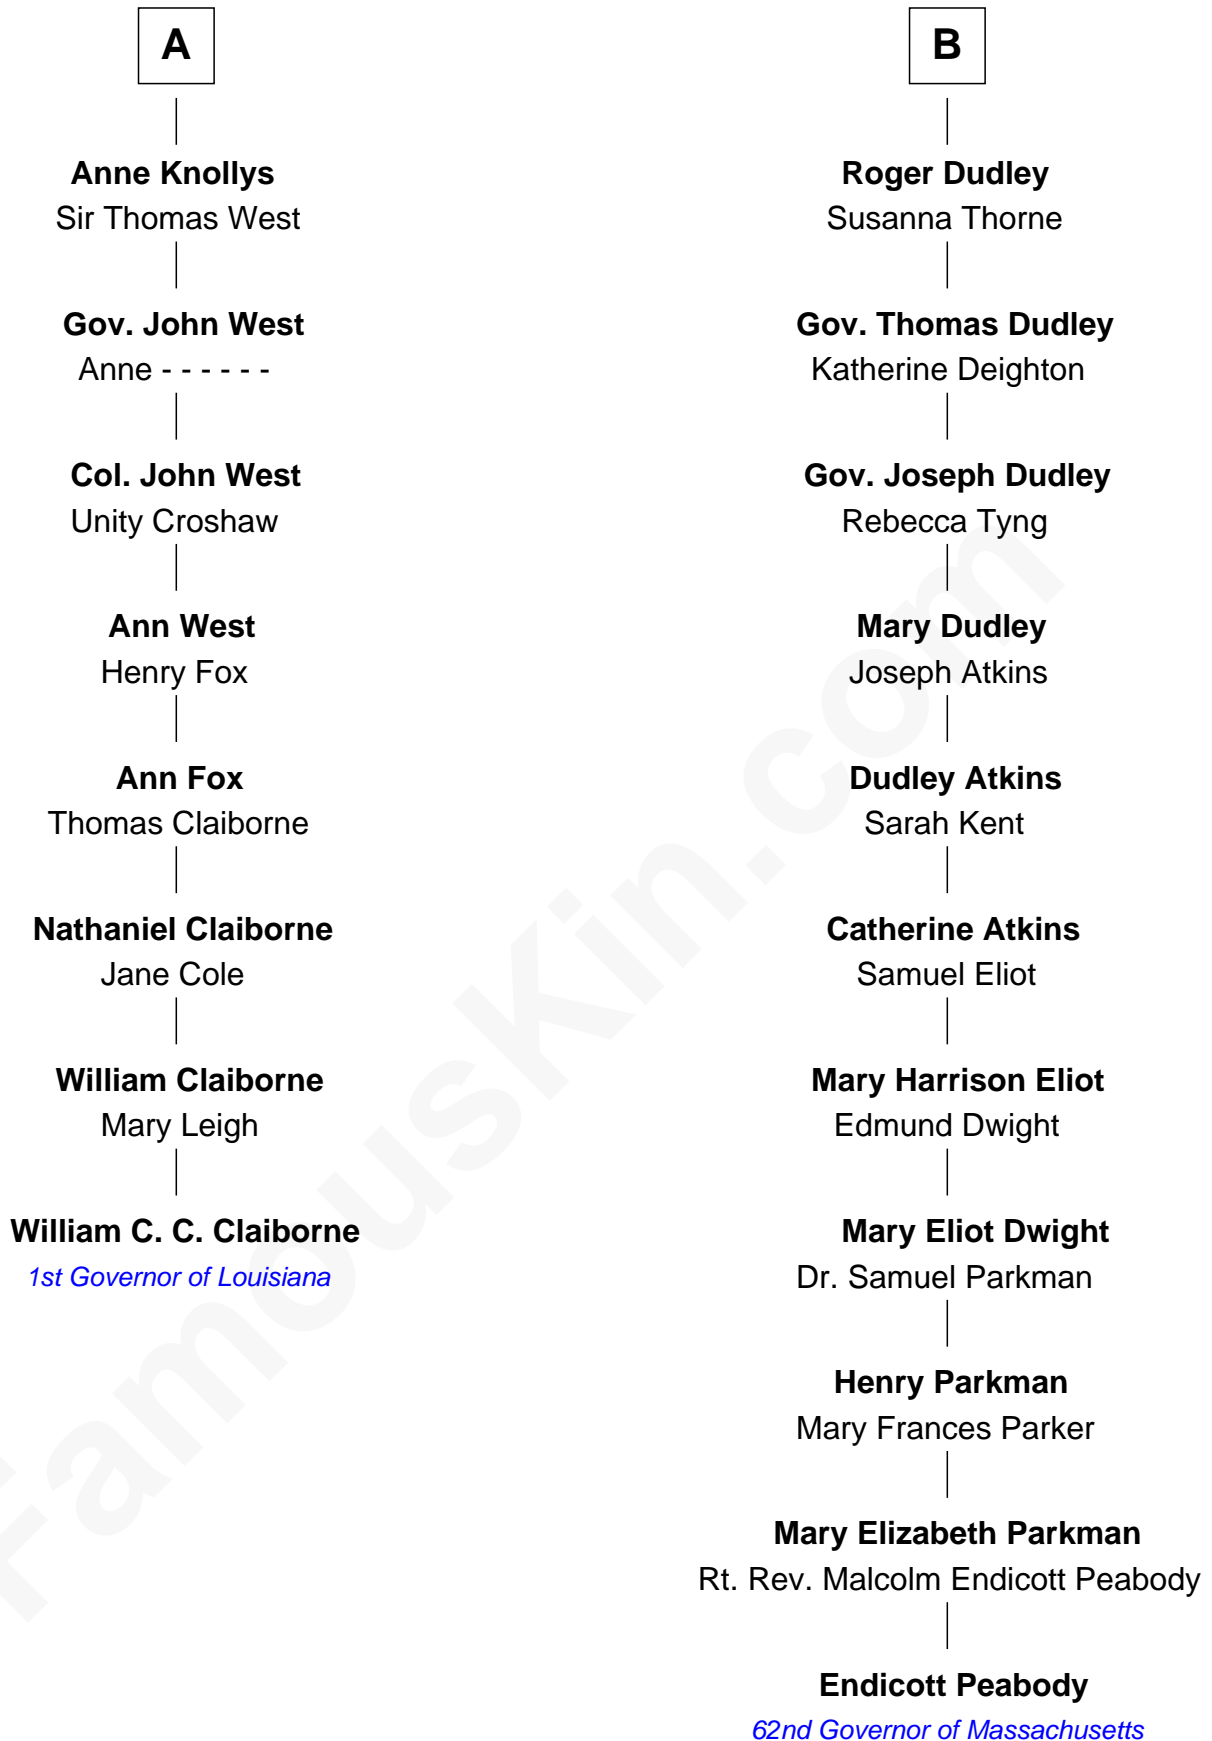 A
Anne Knollys
Sir Thomas West
Gov. John West
Anne - - - - - -
Col. John West
Unity Croshaw
Ann West
Henry Fox
Ann Fox
Thomas Claiborne
Nathaniel Claiborne
Jane Cole
William Claiborne
Mary Leigh
William C. C. Claiborne
1st Governor of Louisiana
B
Roger Dudley
Susanna Thorne
Gov. Thomas Dudley
Katherine Deighton
Gov. Joseph Dudley
Rebecca Tyng
Mary Dudley
Joseph Atkins
Dudley Atkins
Sarah Kent
Catherine Atkins
Samuel Eliot
Mary Harrison Eliot
Edmund Dwight
Mary Eliot Dwight
Dr. Samuel Parkman
Henry Parkman
Mary Frances Parker
Mary Elizabeth Parkman
Rt. Rev. Malcolm Endicott Peabody
Endicott Peabody
62nd Governor of Massachusetts
FamousKin.com